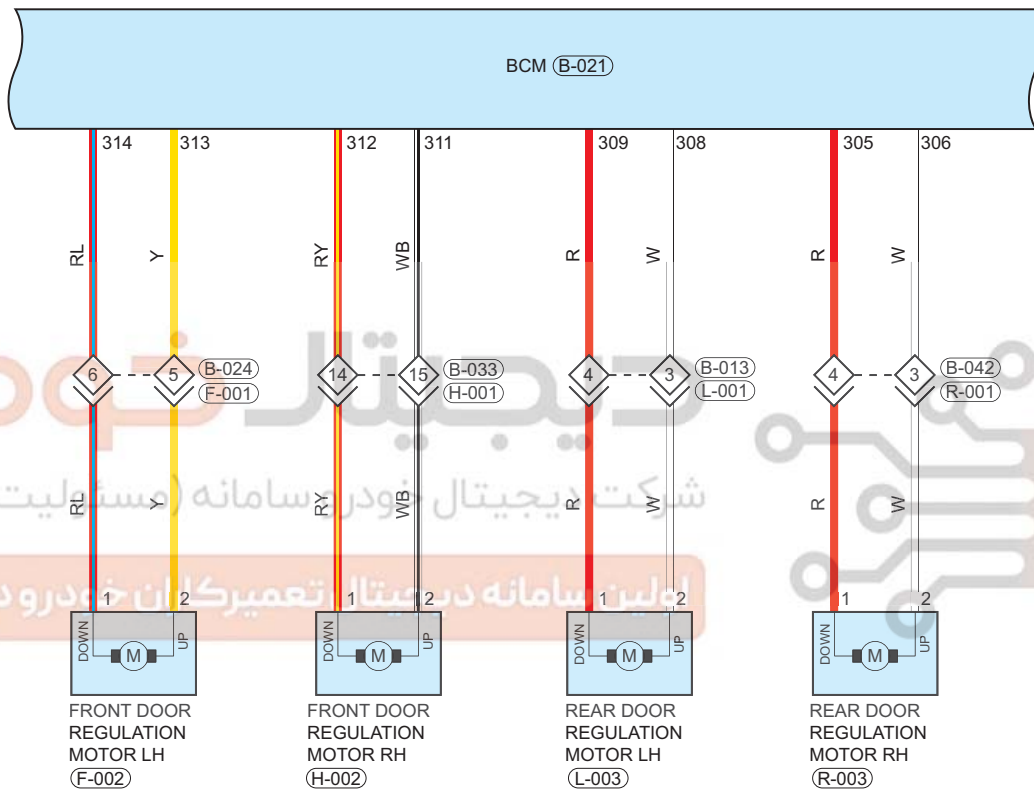 BCM B-021
314 313 312 311 309 308 305 306
RL Y RY WB R W R W
6 5 B-024 14 15 B-033 4 3 B-013 4 3 B-042
F-001 H-001 L-001 R-001
دیجیتال خودرو
شرکت دیجیتال خودرو سامانه (مسئولیت
RL Y RY WB R W R W
اولین سامانه دیجیتال تعمیرکاران خودرو د
1 2 1 2 1 2 1 2
DOWN UP DOWN UP DOWN UP DOWN UP
M M M M
FRONT DOOR
REGULATION
MOTOR LH
F-002
FRONT DOOR
REGULATION
MOTOR RH
H-002
REAR DOOR
REGULATION
MOTOR LH
L-003
REAR DOOR
REGULATION
MOTOR RH
R-003